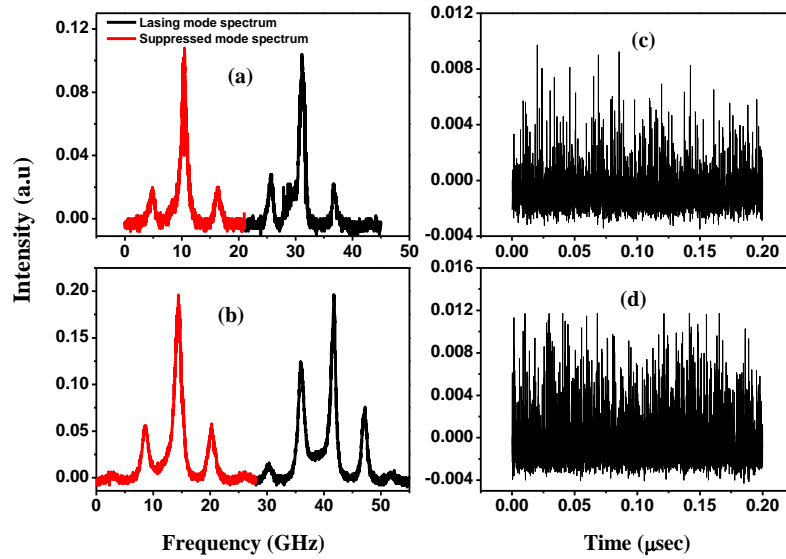 Lasing mode spectrum
Suppressed mode spectrum
(a)
0.12
0.08
0.04
0.00
0 10 20 30 40 50
(c)
0.012
0.008
0.004
0.000
-0.004
0.00 0.05 0.10 0.15 0.20
Intensity (a.u)
(b)
0.20
0.15
0.10
0.05
0.00
0 10 20 30 40 50
Frequency (GHz)
(d)
0.016
0.012
0.008
0.004
0.000
-0.004
0.00 0.05 0.10 0.15 0.20
Time (μsec)